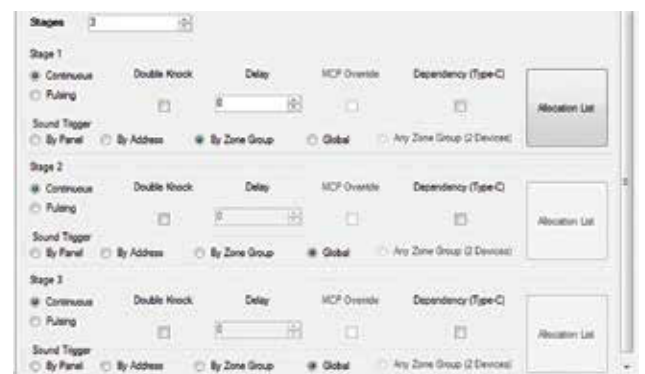 Stages 3
Stage 1
Continuous Double Knock Delay MCP Override Dependency (Type-C)
Pulsing 0 Allocation List
Sound Trigger
By Panel By Address By Zone Group Global Any Zone Group (2 Devices)
Stage 2
Continuous Double Knock Delay MCP Override Dependency (Type-C)
Pulsing 0 Allocation List
Sound Trigger
By Panel By Address By Zone Group Global Any Zone Group (2 Devices)
Stage 3
Continuous Double Knock Delay MCP Override Dependency (Type-C)
Pulsing 0 Allocation List
Sound Trigger
By Panel By Address By Zone Group Global Any Zone Group (2 Devices)